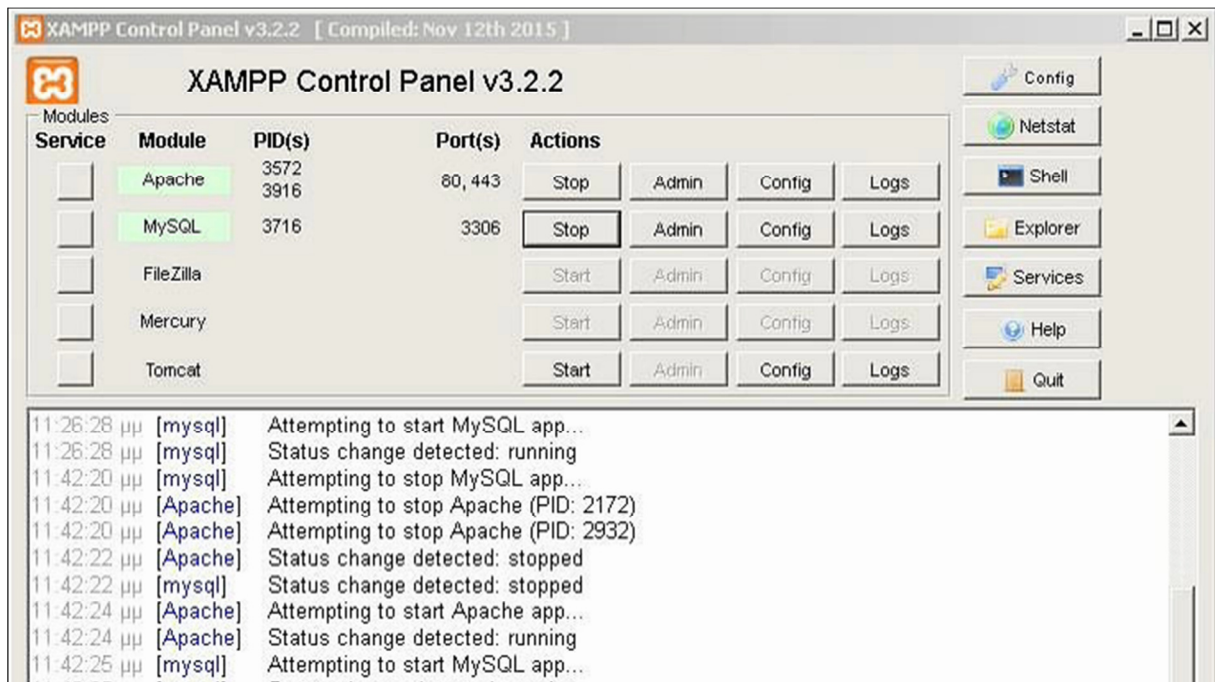 XAMPP Control Panel v3.2.2 [ Compiled: Nov 12th 2015 ]
XAMPP Control Panel v3.2.2
Config
Modules
Netstat
Service Module PID(s) Port(s) Actions
Apache 3572 3916 80, 443 Stop Admin Config Logs
Shell
MySQL 3716 3306 Stop Admin Config Logs
Explorer
FileZilla Start Admin Config Logs
Services
Mercury Start Admin Config Logs
Help
Tomcat Start Admin Config Logs
Quit
11:26:28 μμ [mysql] Attempting to start MySQL app...
11:26:28 μμ [mysql] Status change detected: running
11:42:20 μμ [mysql] Attempting to stop MySQL app...
11:42:20 μμ [Apache] Attempting to stop Apache (PID: 2172)
11:42:20 μμ [Apache] Attempting to stop Apache (PID: 2932)
11:42:22 μμ [Apache] Status change detected: stopped
11:42:22 μμ [mysql] Status change detected: stopped
11:42:24 μμ [Apache] Attempting to start Apache app...
11:42:24 μμ [Apache] Status change detected: running
11:42:25 μμ [mysql] Attempting to start MySQL app...